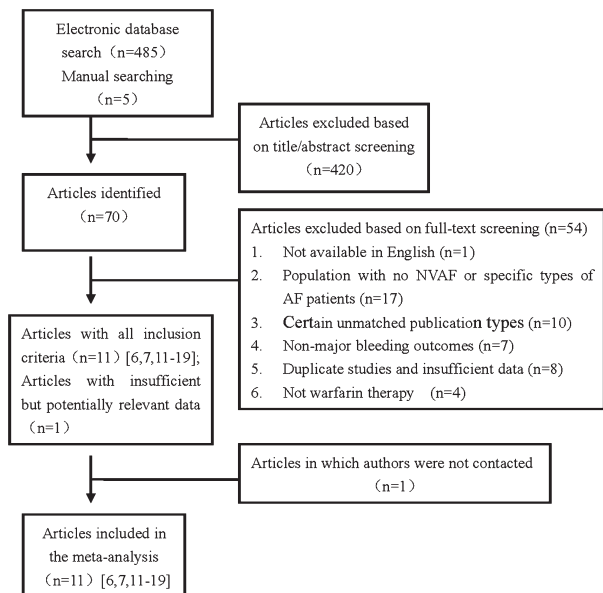 Electronic database
search（n=485）
Manual searching
（n=5）
Articles excluded based
on title/abstract screening
（n=420）
Articles identified
（n=70）
Articles excluded based on full-text screening (n=54)
1. Not available in English (n=1)
2. Population with no NVAF or specific types of
AF patients (n=17)
3. Certain unmatched publication types (n=10)
4. Non-major bleeding outcomes (n=7)
5. Duplicate studies and insufficient data (n=8)
6. Not warfarin therapy (n=4)
Articles with all inclusion
criteria（n=11）[6,7,11-19];
Articles with insufficient
but potentially relevant data
（n=1）
Articles in which authors were not contacted
（n=1）
Articles included in
the meta-analysis
（n=11）[6,7,11-19]